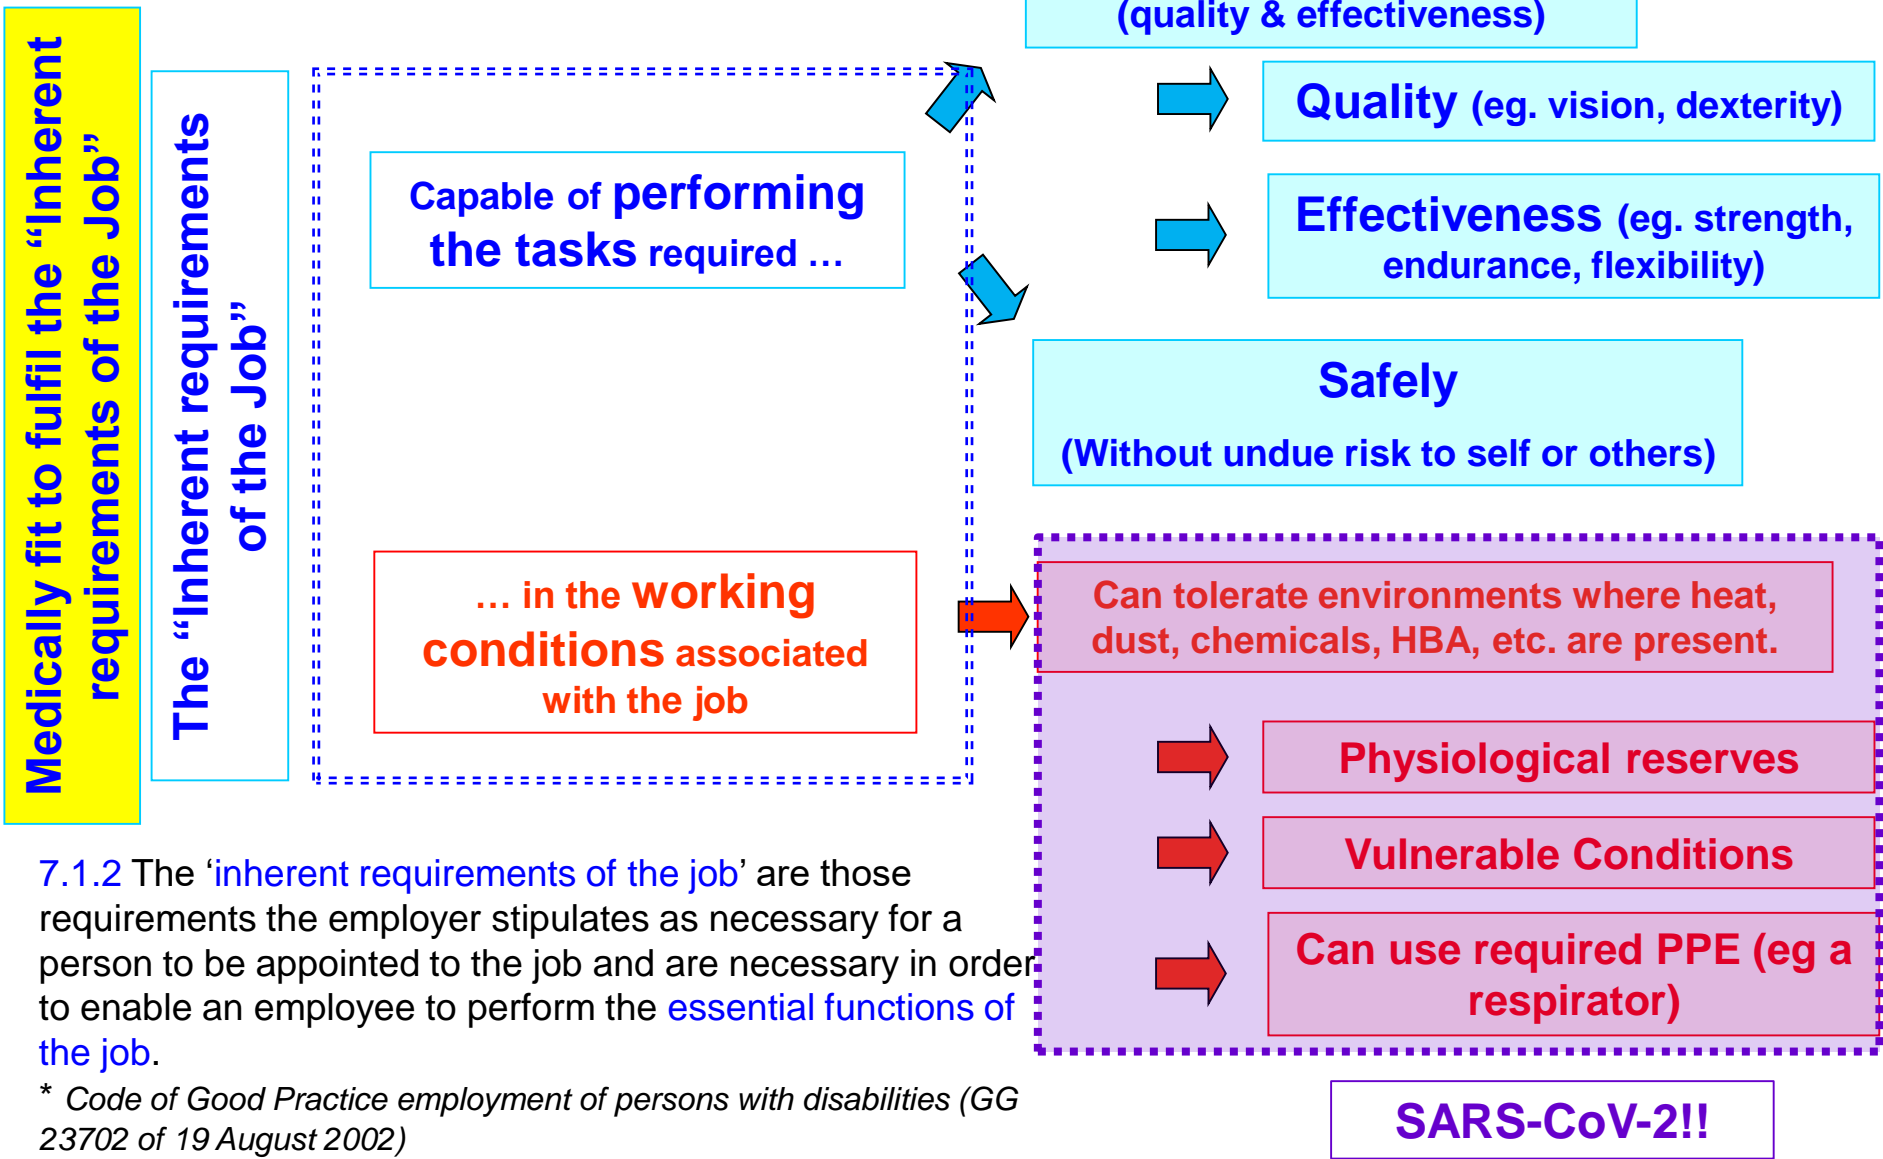 Medically fit to fulfil the “Inherent
requirements of the Job”
The “Inherent requirements
of the Job”
Capable of performing
the tasks required …
… in the working
conditions associated
with the job
(quality & effectiveness)
Quality (eg. vision, dexterity)
Effectiveness (eg. strength,
endurance, flexibility)
Safely
(Without undue risk to self or others)
Can tolerate environments where heat,
dust, chemicals, HBA, etc. are present.
Physiological reserves
Vulnerable Conditions
Can use required PPE (eg a
respirator)
SARS-CoV-2!!
7.1.2 The ‘inherent requirements of the job’ are those
requirements the employer stipulates as necessary for a
person to be appointed to the job and are necessary in order
to enable an employee to perform the essential functions of
the job.
* Code of Good Practice employment of persons with disabilities (GG
23702 of 19 August 2002)